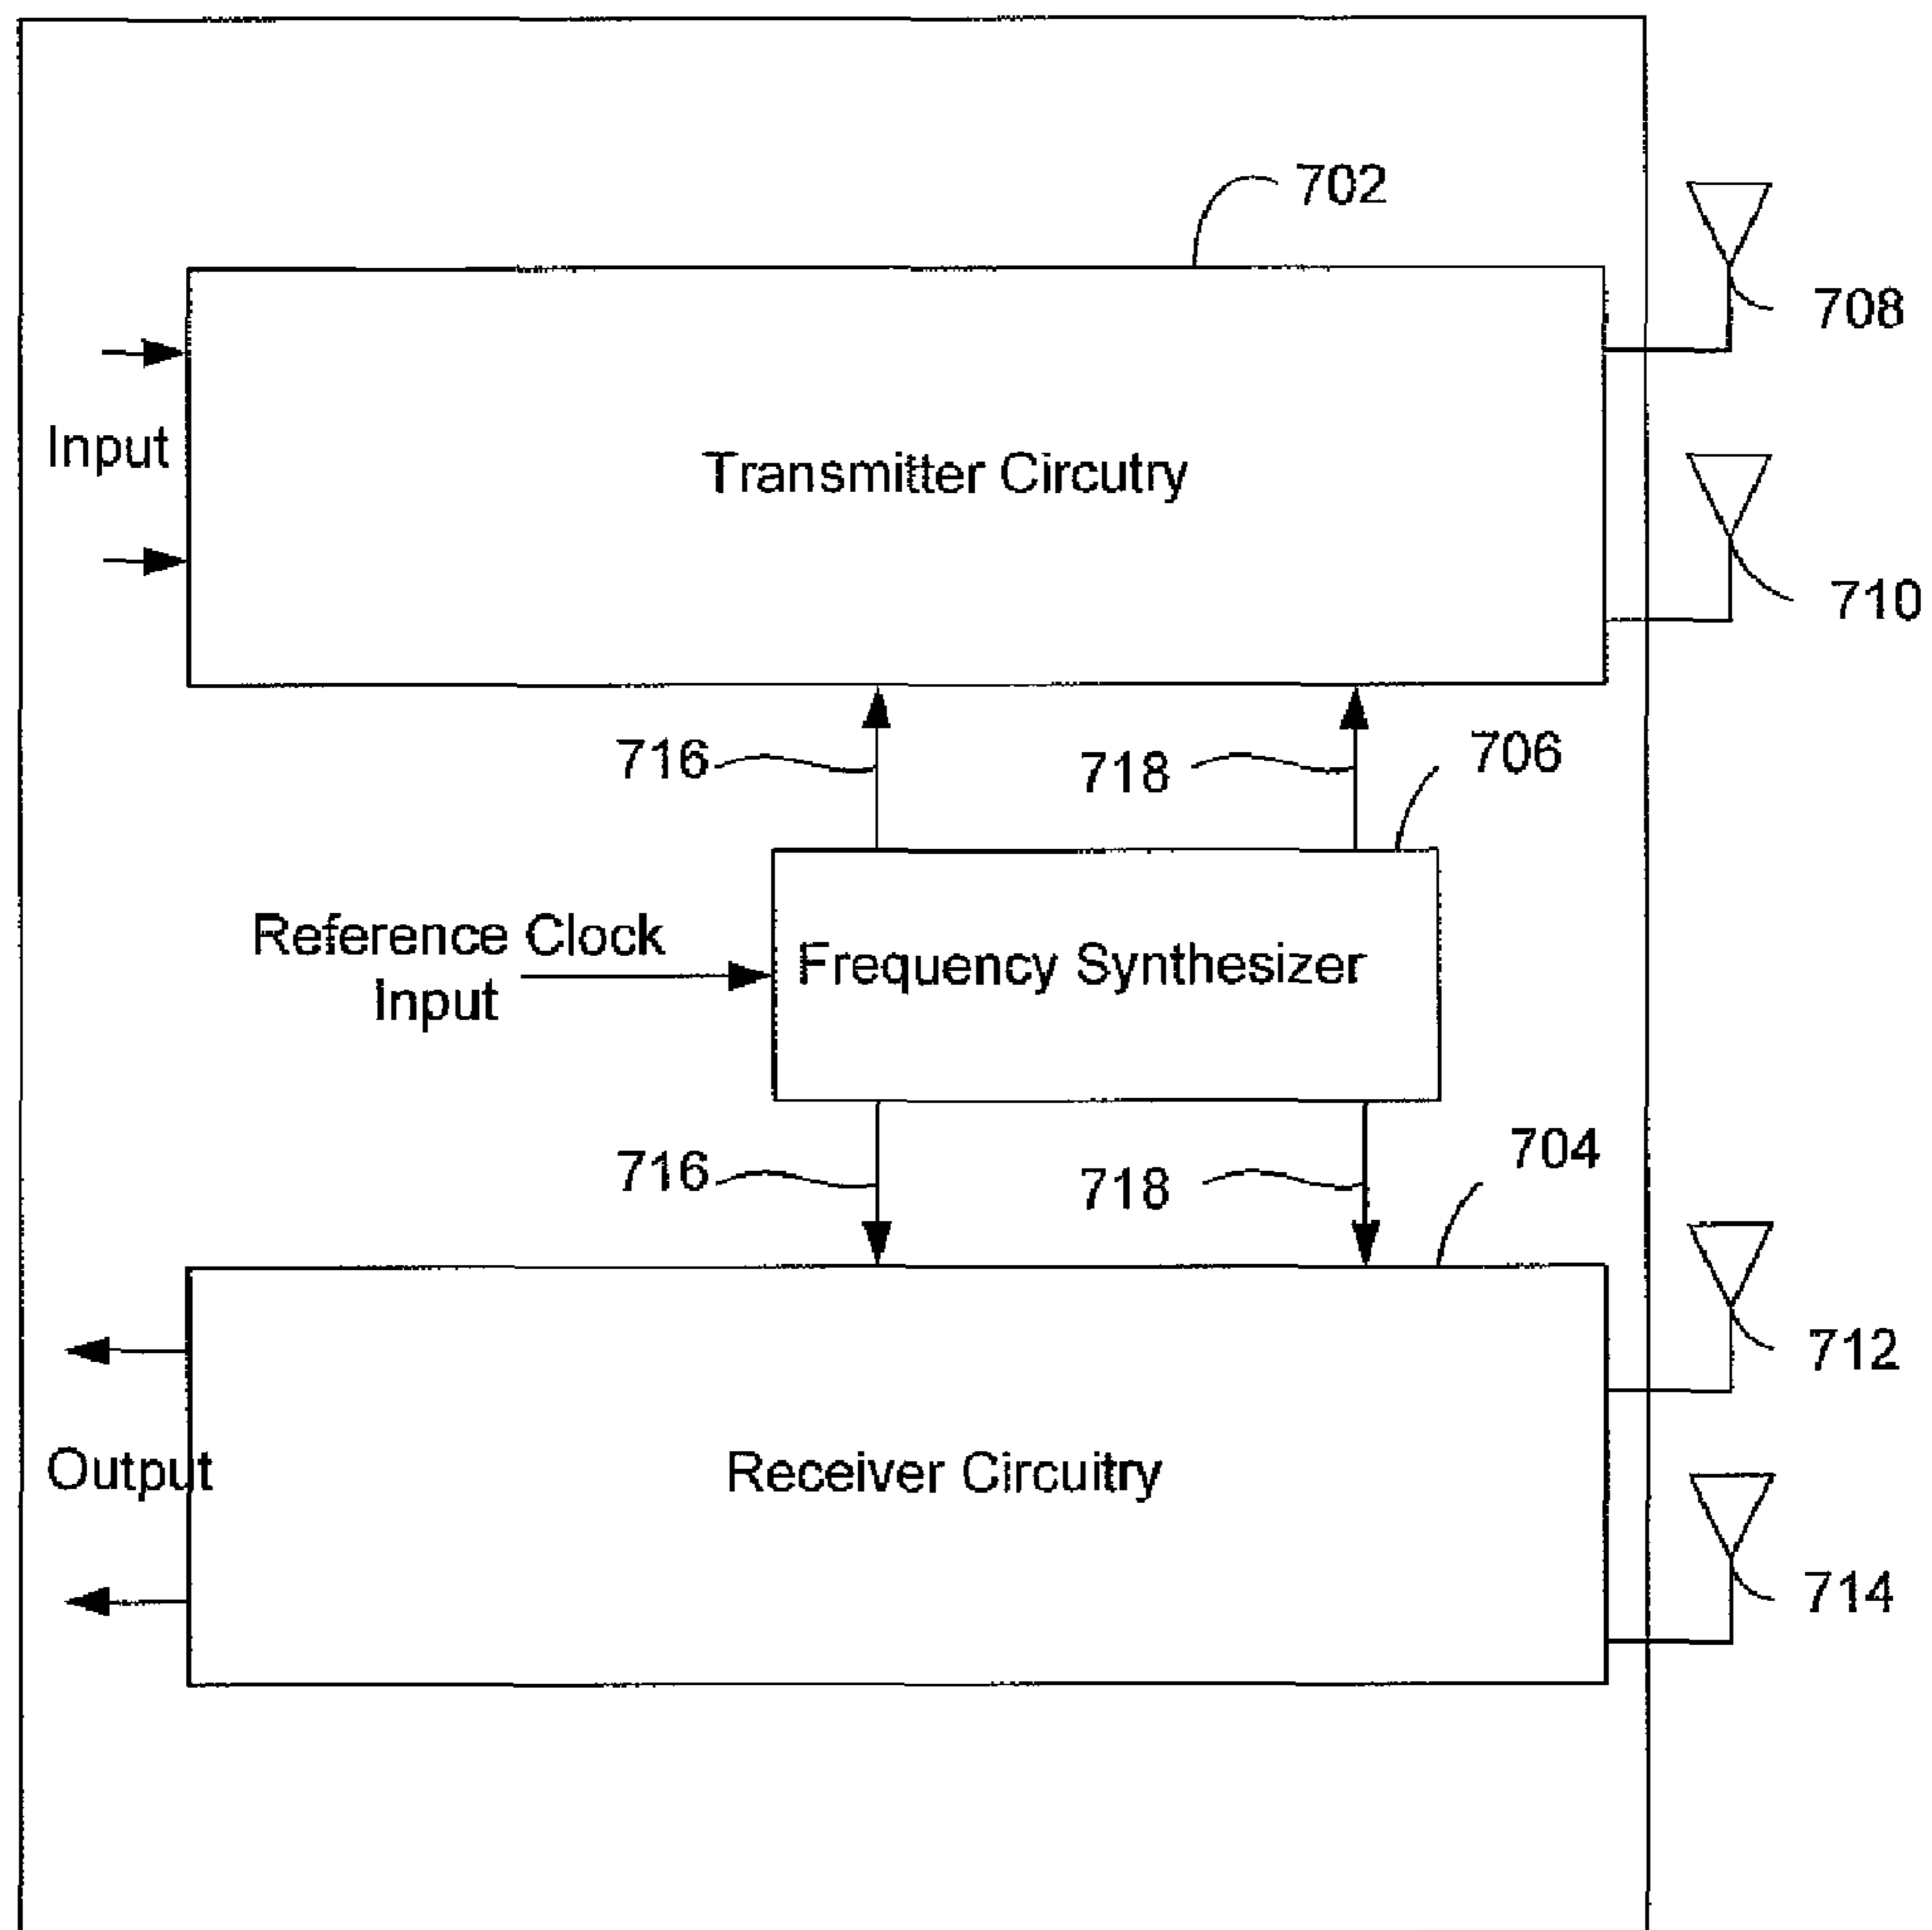 702
708
Input
Transmitter Circutry
710
716
718
706
Reference Clock
Input
Frequency Synthesizer
716
718
704
712
Output
Receiver Circuitry
714